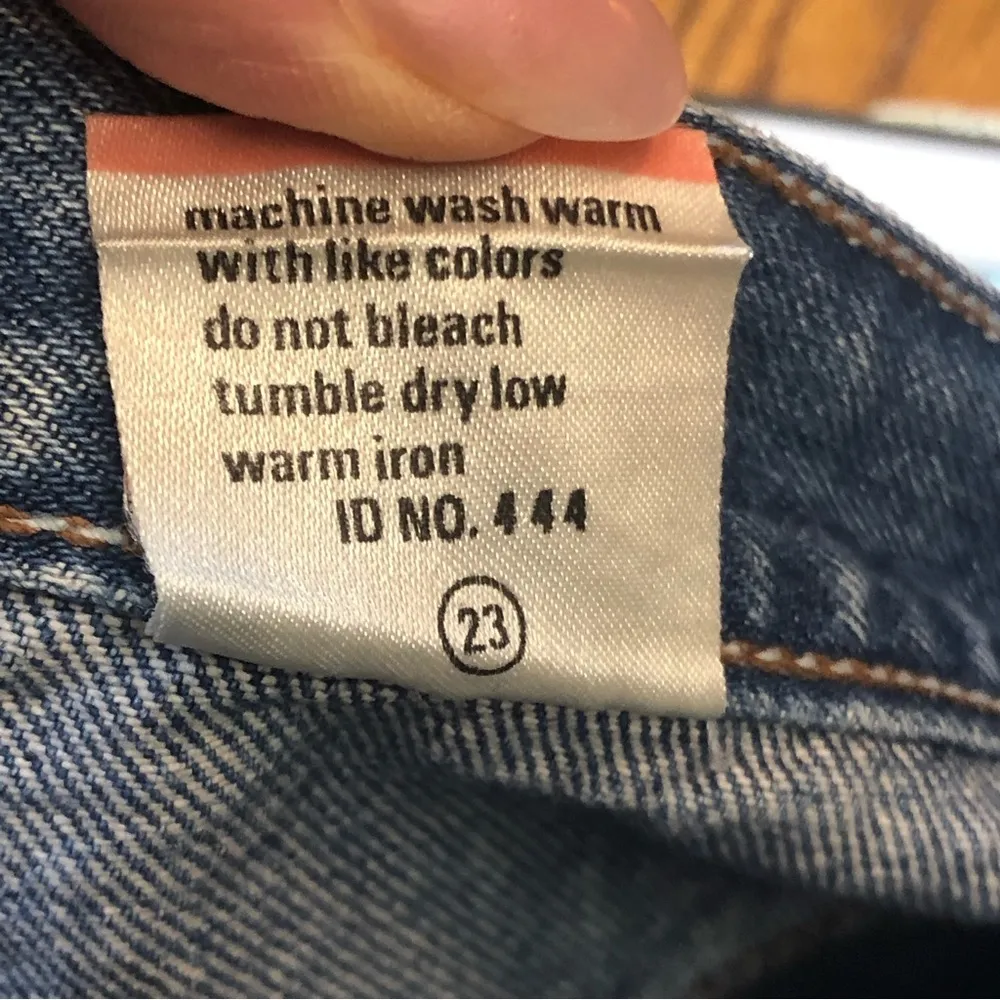 machine wash warm
with like colors
do not bleach
tumble dry low
warm iron
ID NO. 444
23